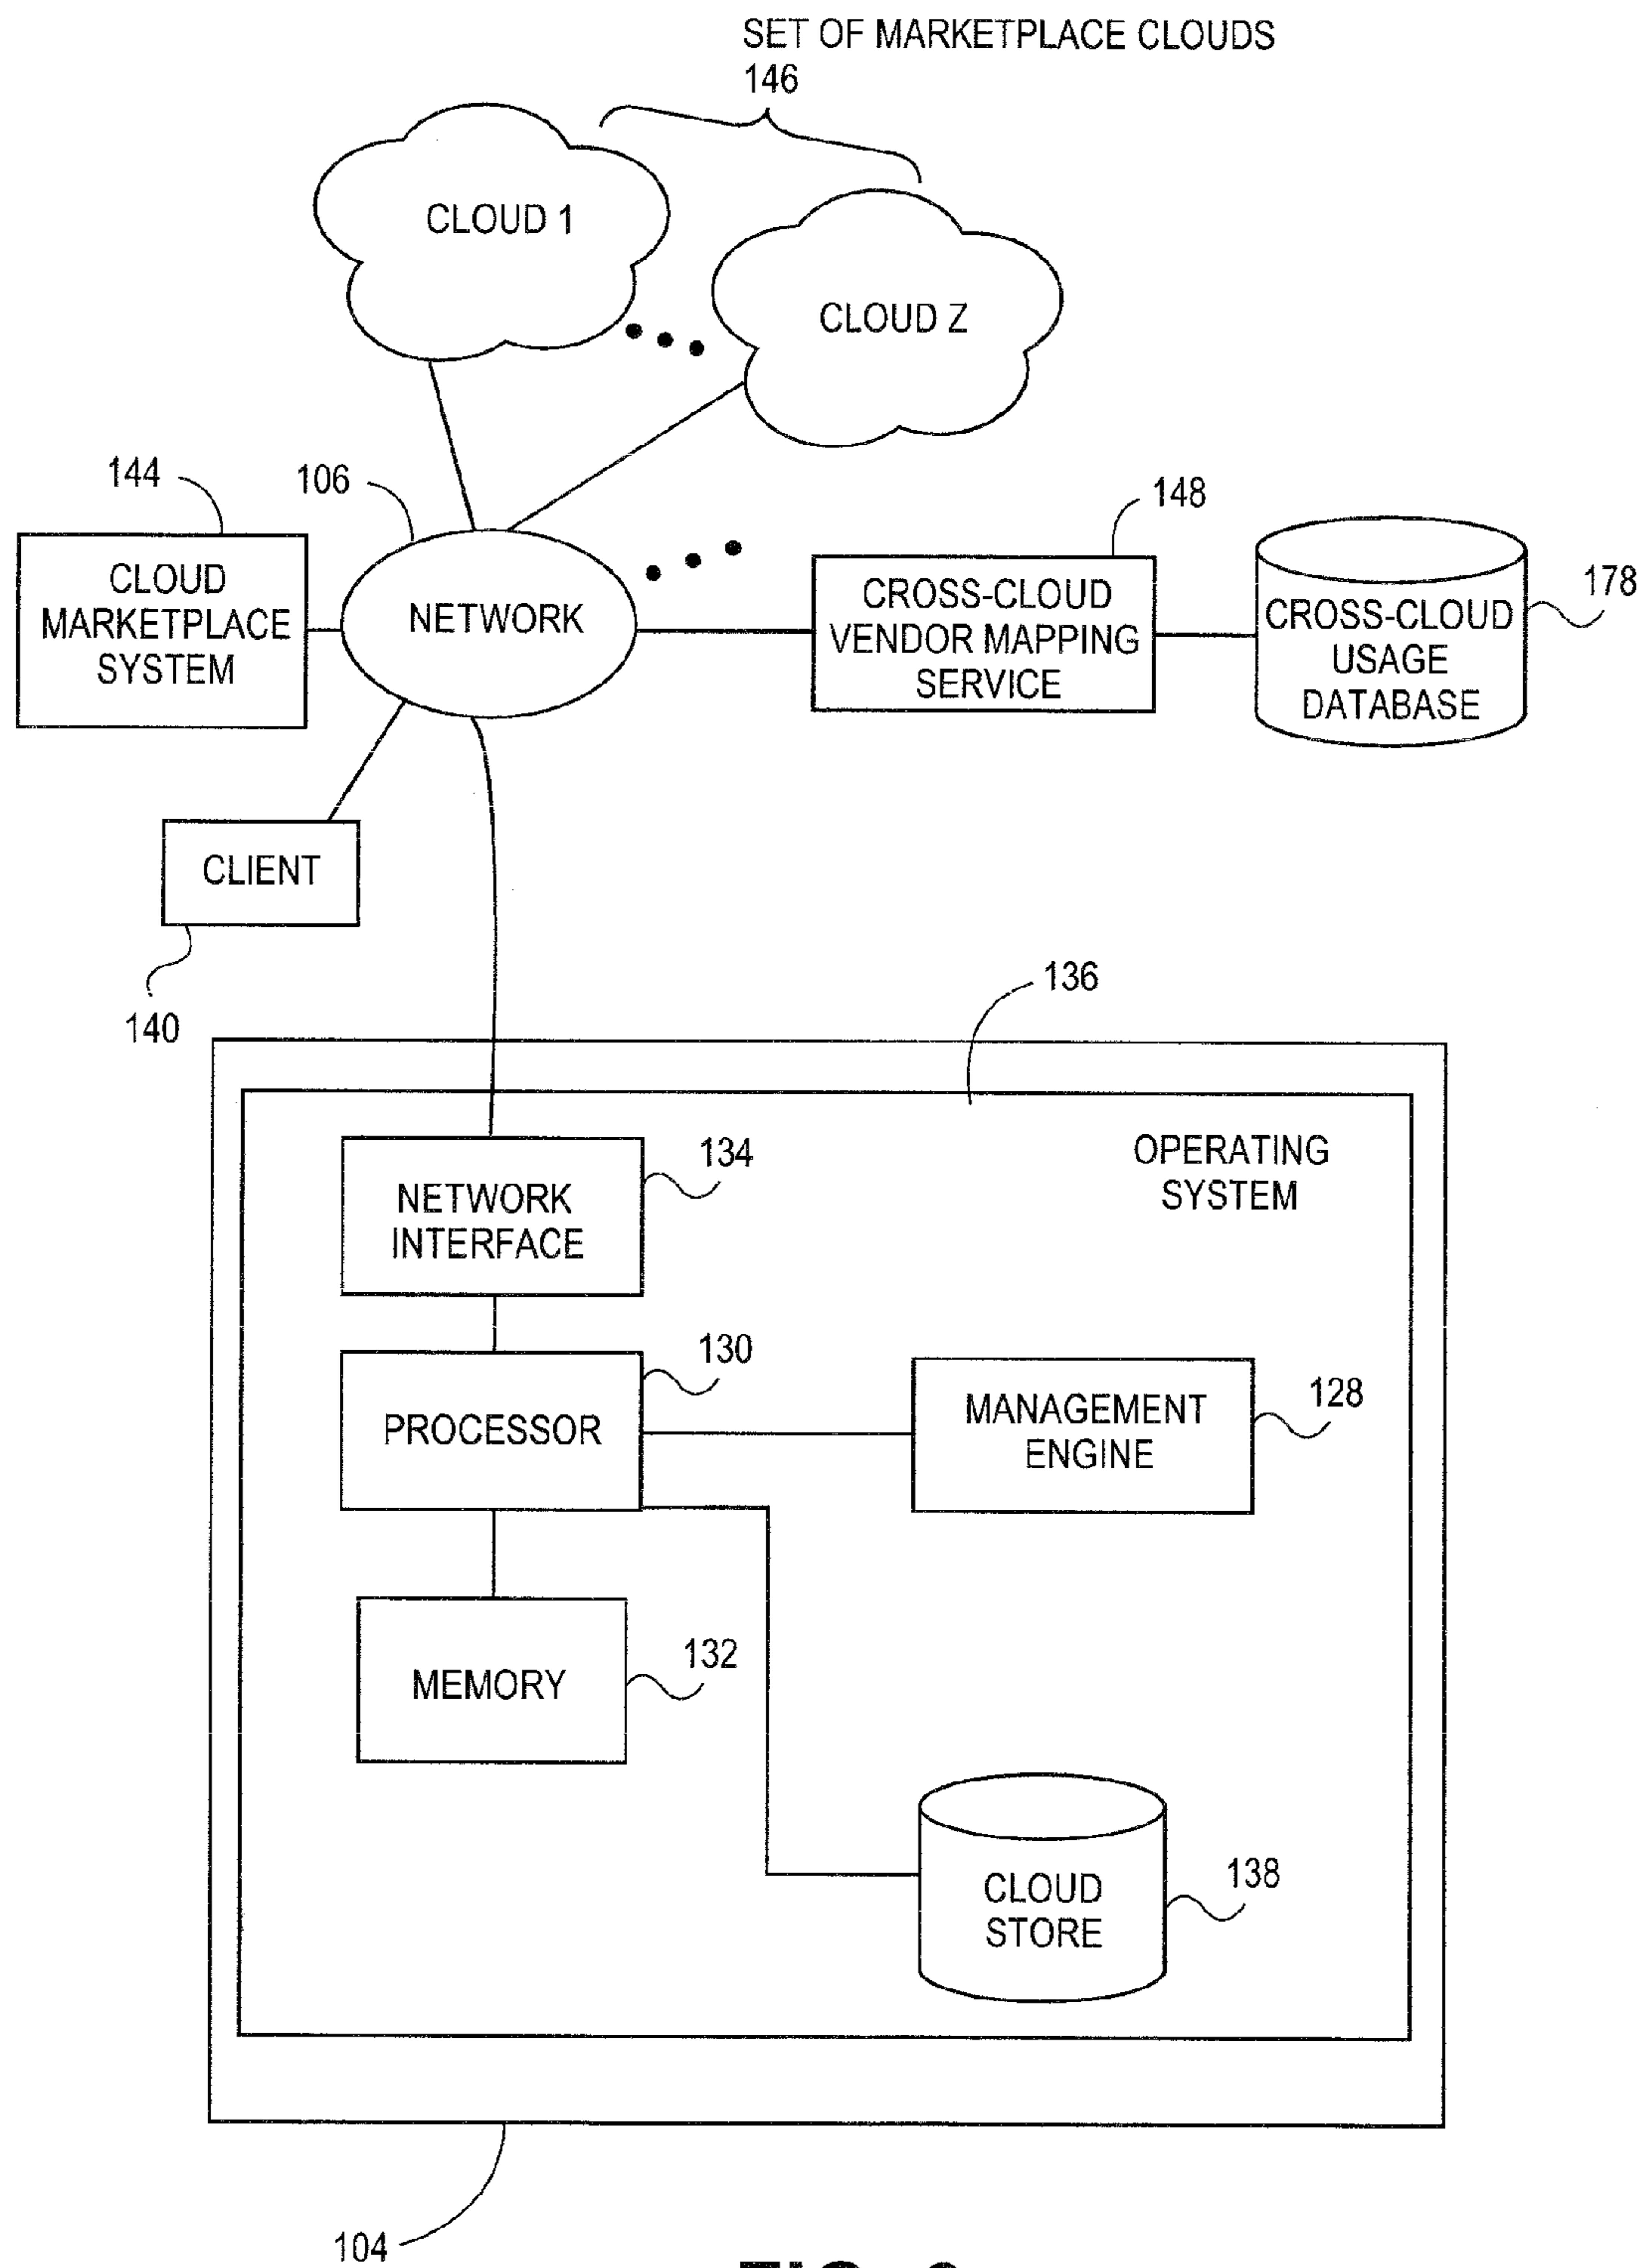 SET OF MARKETPLACE CLOUDS
146
CLOUD 1
CLOUD Z
144
106
148
178
CLOUD
MARKETPLACE
SYSTEM
NETWORK
CROSS-CLOUD
VENDOR MAPPING
SERVICE
CROSS-CLOUD
USAGE
DATABASE
CLIENT
140
136
OPERATING
SYSTEM
134
NETWORK
INTERFACE
130
PROCESSOR
MANAGEMENT
ENGINE
128
132
MEMORY
CLOUD
STORE
138
104